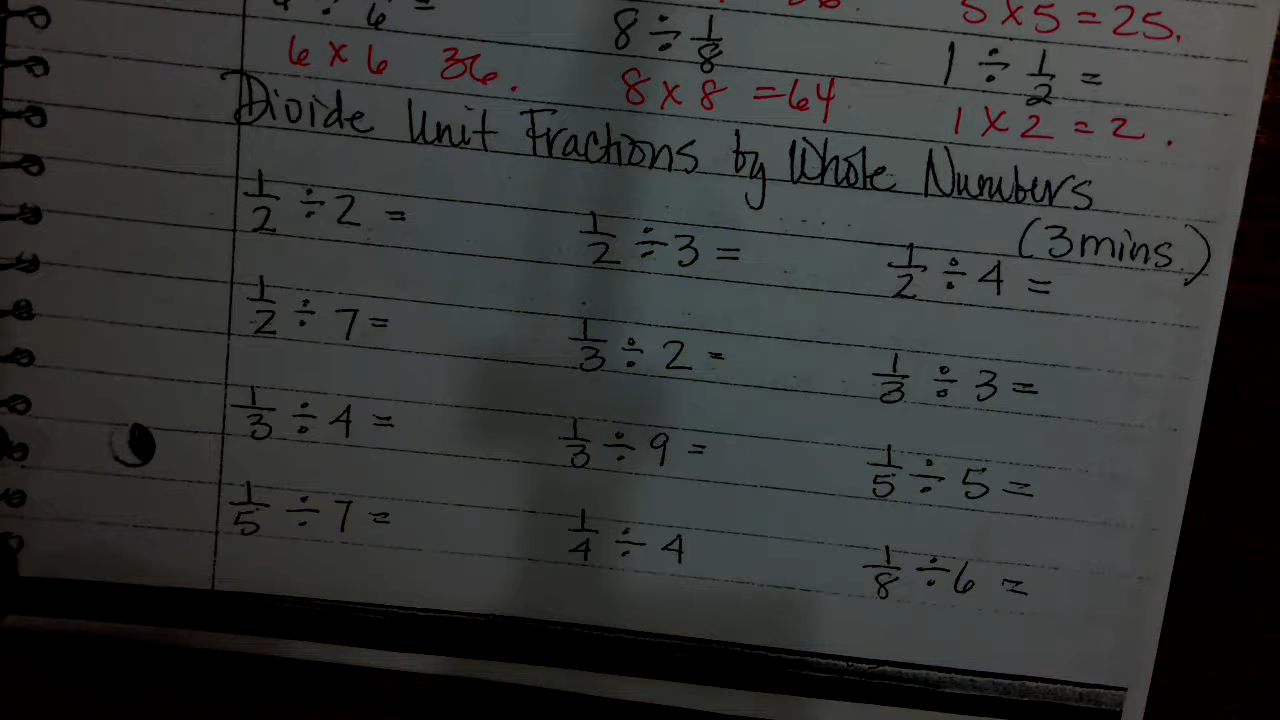 ÷ 6 =
8 ÷ 1/8
5 x 5 = 25.
6 x 6 36.
8 x 8 = 64
1 ÷ 1/2 =
1 x 2 = 2.
Divide Unit Fractions by Whole Numbers
(3 mins.)
1/2 ÷ 2 =
1/2 ÷ 3 =
1/2 ÷ 4 =
1/2 ÷ 7 =
1/3 ÷ 2 =
1/3 ÷ 3 =
1/3 ÷ 4 =
1/3 ÷ 9 =
1/5 ÷ 5 =
1/5 ÷ 7 =
1/4 ÷ 4
1/8 ÷ 6 =